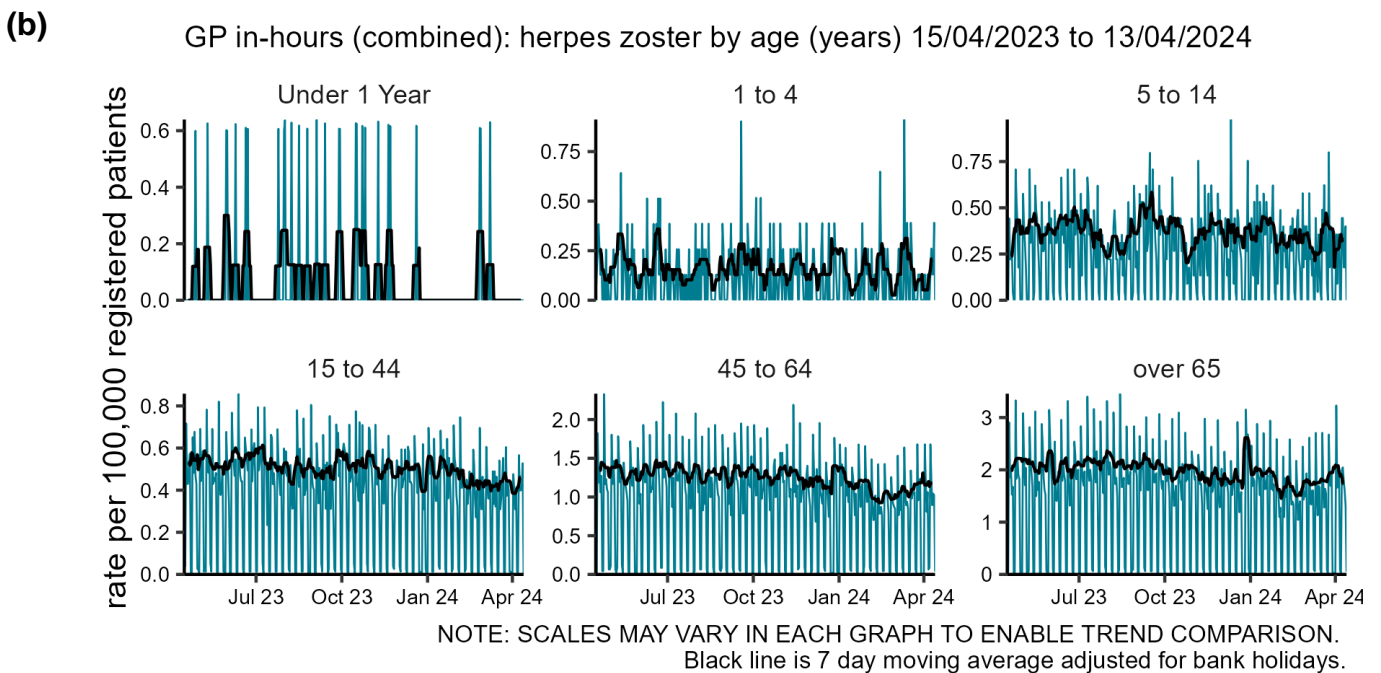 (b)
GP in-hours (combined): herpes zoster by age (years) 15/04/2023 to 13/04/2024
rate per 100,000 registered patients
Under 1 Year
0.6
0.4
0.2
0.0
1 to 4
0.75
0.50
0.25
0.00
5 to 14
0.75
0.50
0.25
0.00
15 to 44
0.8
0.6
0.4
0.2
0.0
Jul 23 Oct 23 Jan 24 Apr 24
45 to 64
2.0
1.5
1.0
0.5
0.0
Jul 23 Oct 23 Jan 24 Apr 24
over 65
3
2
1
0
Jul 23 Oct 23 Jan 24 Apr 24
NOTE: SCALES MAY VARY IN EACH GRAPH TO ENABLE TREND COMPARISON.
Black line is 7 day moving average adjusted for bank holidays.